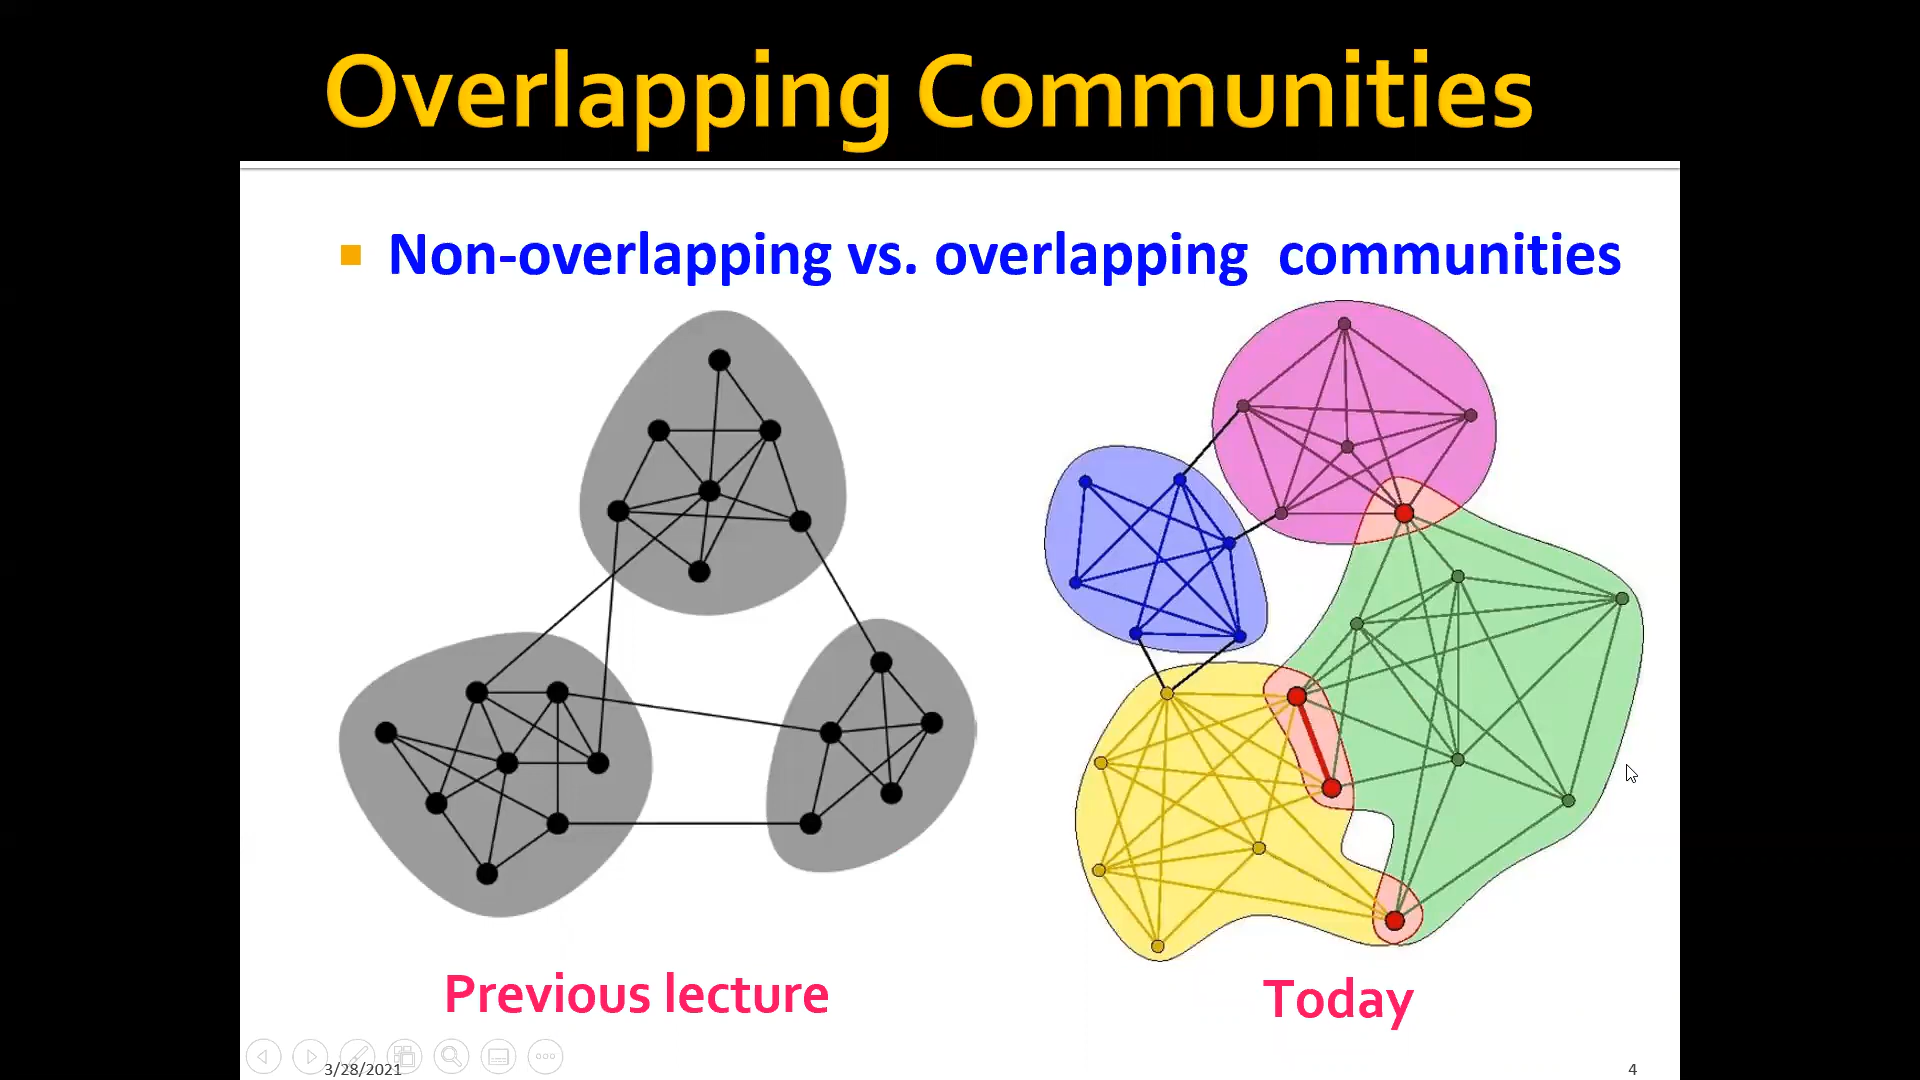 Overlapping Communities
Non-overlapping vs. overlapping communities
Previous lecture
Today
3/28/2021
4